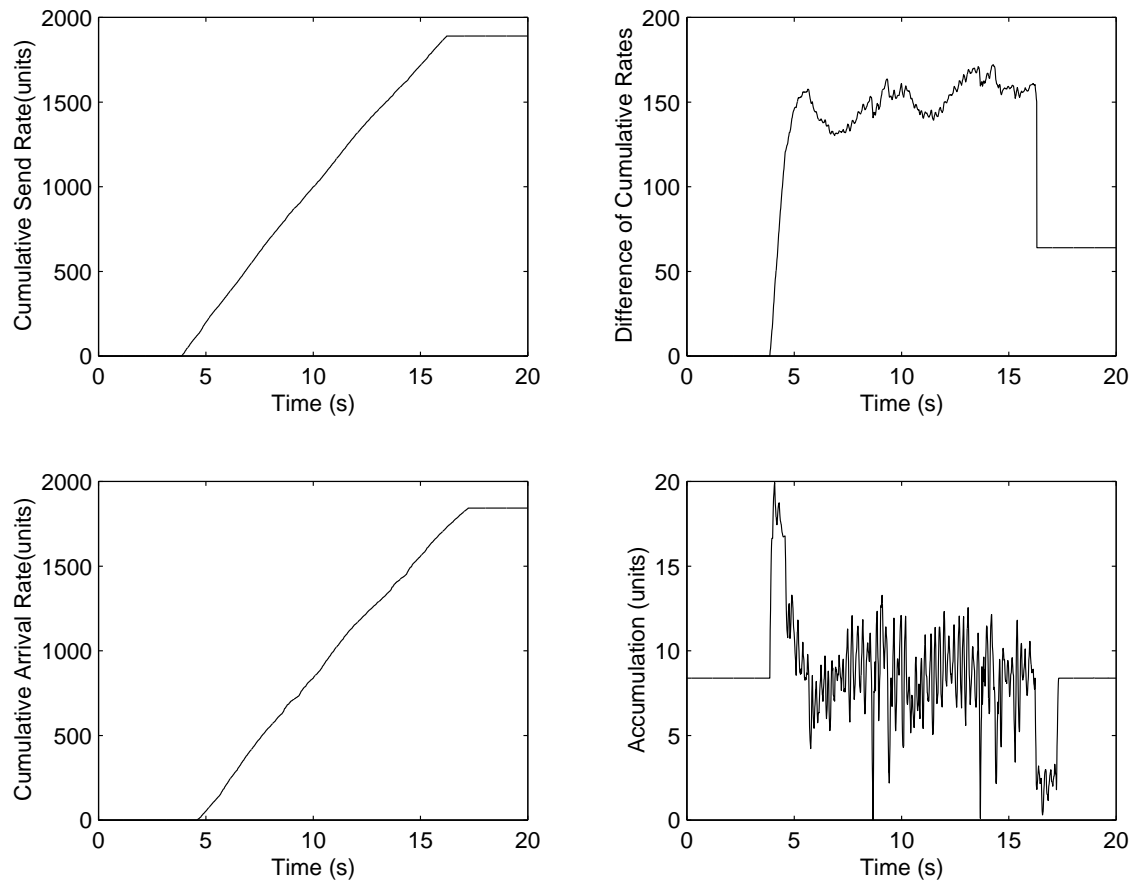 2000
1500
1000
500
0
Cumulative Send Rate(units)
0 5 10 15 20
Time (s)
200
150
100
50
0
Difference of Cumulative Rates
0 5 10 15 20
Time (s)
2000
1500
1000
500
0
Cumulative Arrival Rate(units)
0 5 10 15 20
Time (s)
20
15
10
5
0
Accumulation (units)
0 5 10 15 20
Time (s)